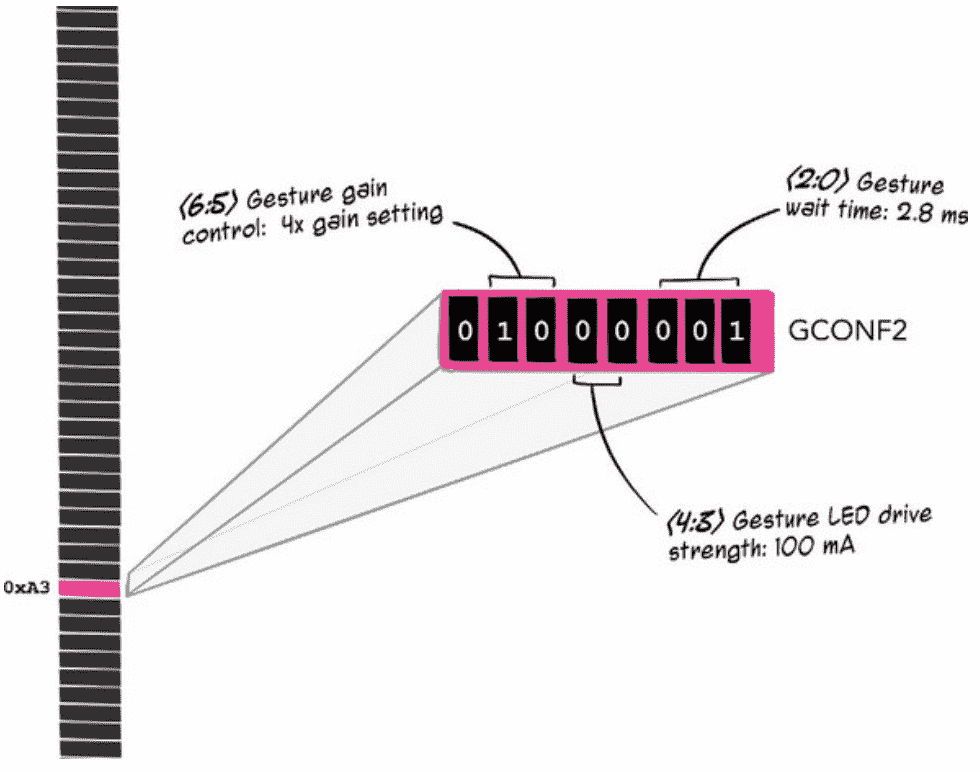 ⟨6:5⟩ Gesture gain
control: 4x gain setting
⟨2:0⟩ Gesture
wait time: 2.8 ms
0 1 0 0 0 0 0 1
GCONF2
⟨4:3⟩ Gesture LED drive
strength: 100 mA
0xA3